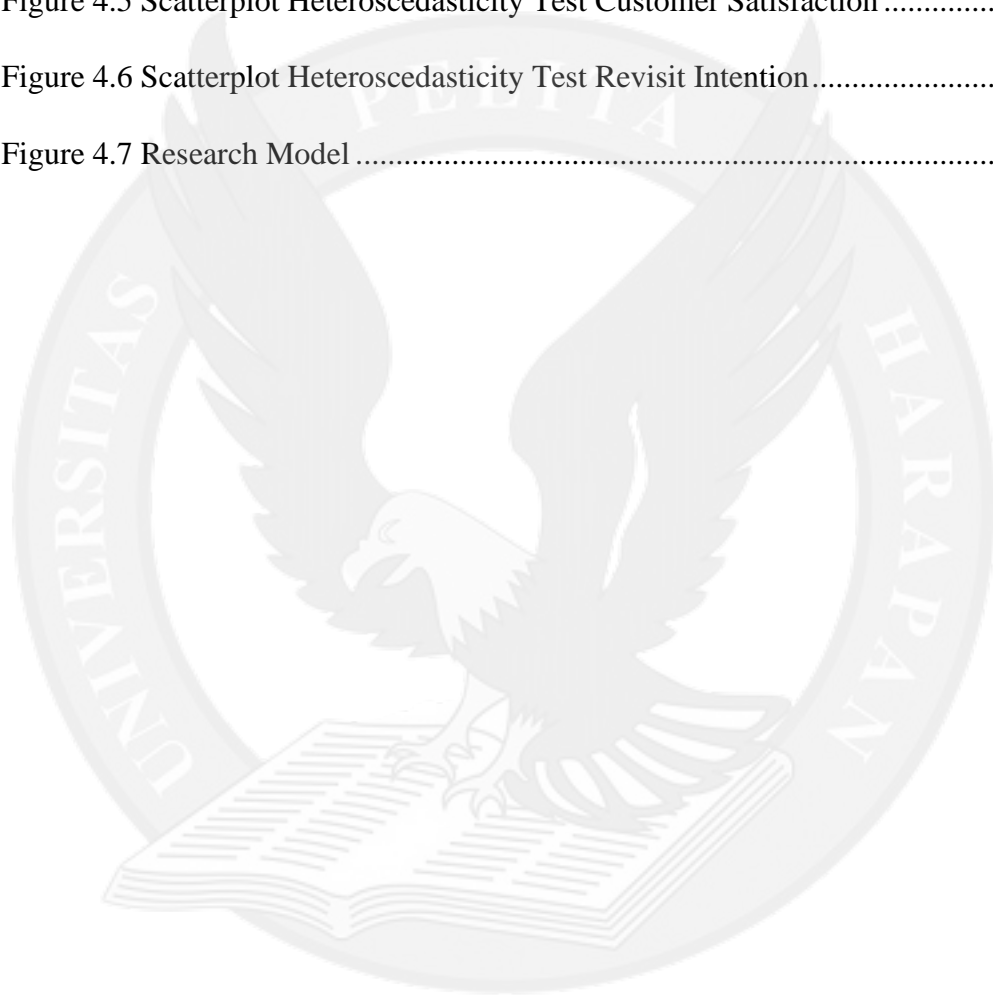 Figure 4.5 Scatterplot Heteroscedasticity Test Customer Satisfaction ..............
Figure 4.6 Scatterplot Heteroscedasticity Test Revisit Intention.......................
Figure 4.7 Research Model ................................................................................
UNIVERSITAS PELITA HARAPAN